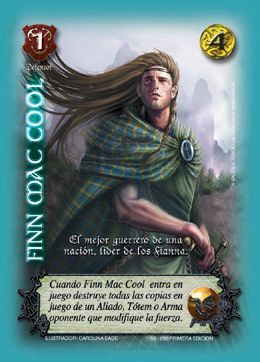 1
4
Defensor
FINN MAC COOL
El mejor guerrero de una
nación, líder de los Fianna.
Cuando Finn Mac Cool entra en
juego destruye todas las copias en
juego de un Aliado, Tótem o Arma
oponente que modifique la fuerza.
ILUSTRADOR: CAROLINA EADE
PRIMERA EDICION